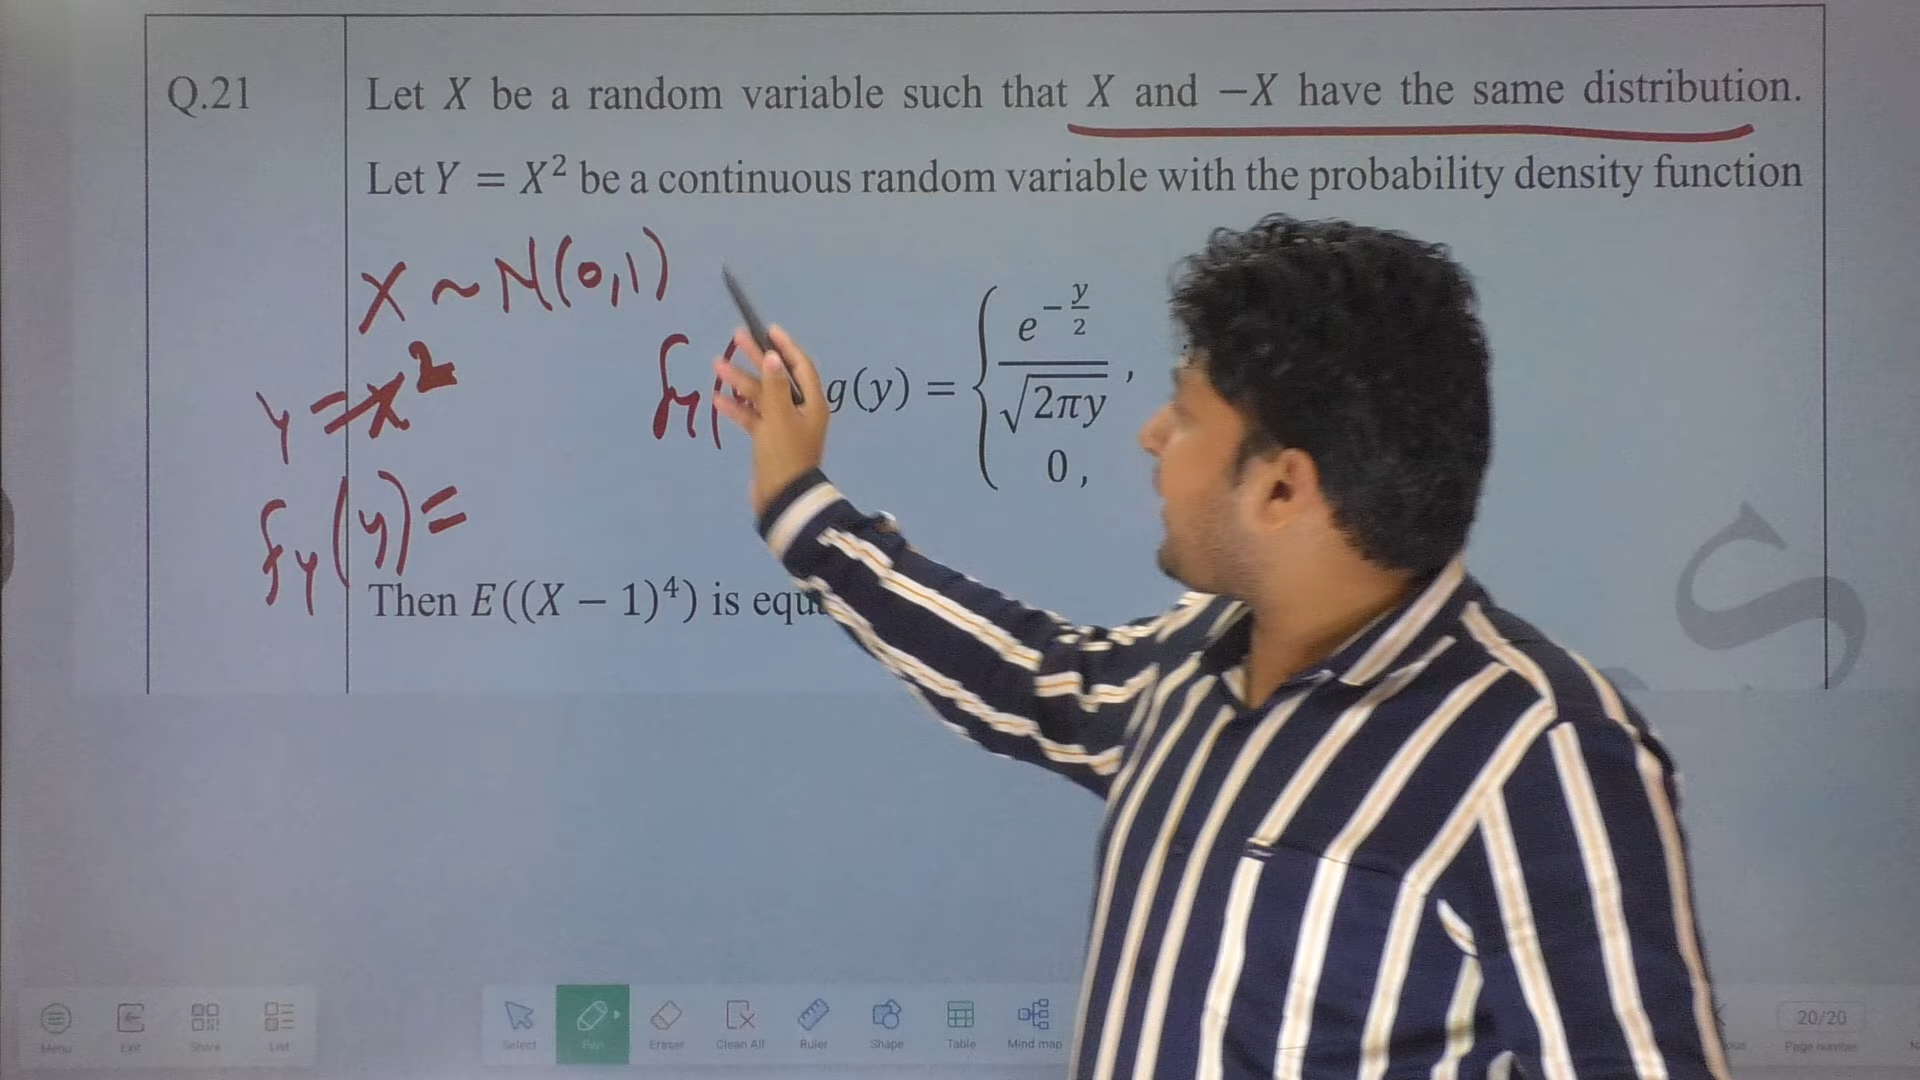 Q.21
Let X be a random variable such that X and −X have the same distribution.
Let Y = X² be a continuous random variable with the probability density function
X ~ N(0,1)
Y = X²
f_Y(
g(y) = { e^{-y/2} / √(2πy) ,
0 ,
f_Y(y) =
Then E((X − 1)⁴) is
S
Menu
Exit
Share
List
Select
Pen
Eraser
Clean All
Ruler
Shape
Table
Mind map
20/20
Page number